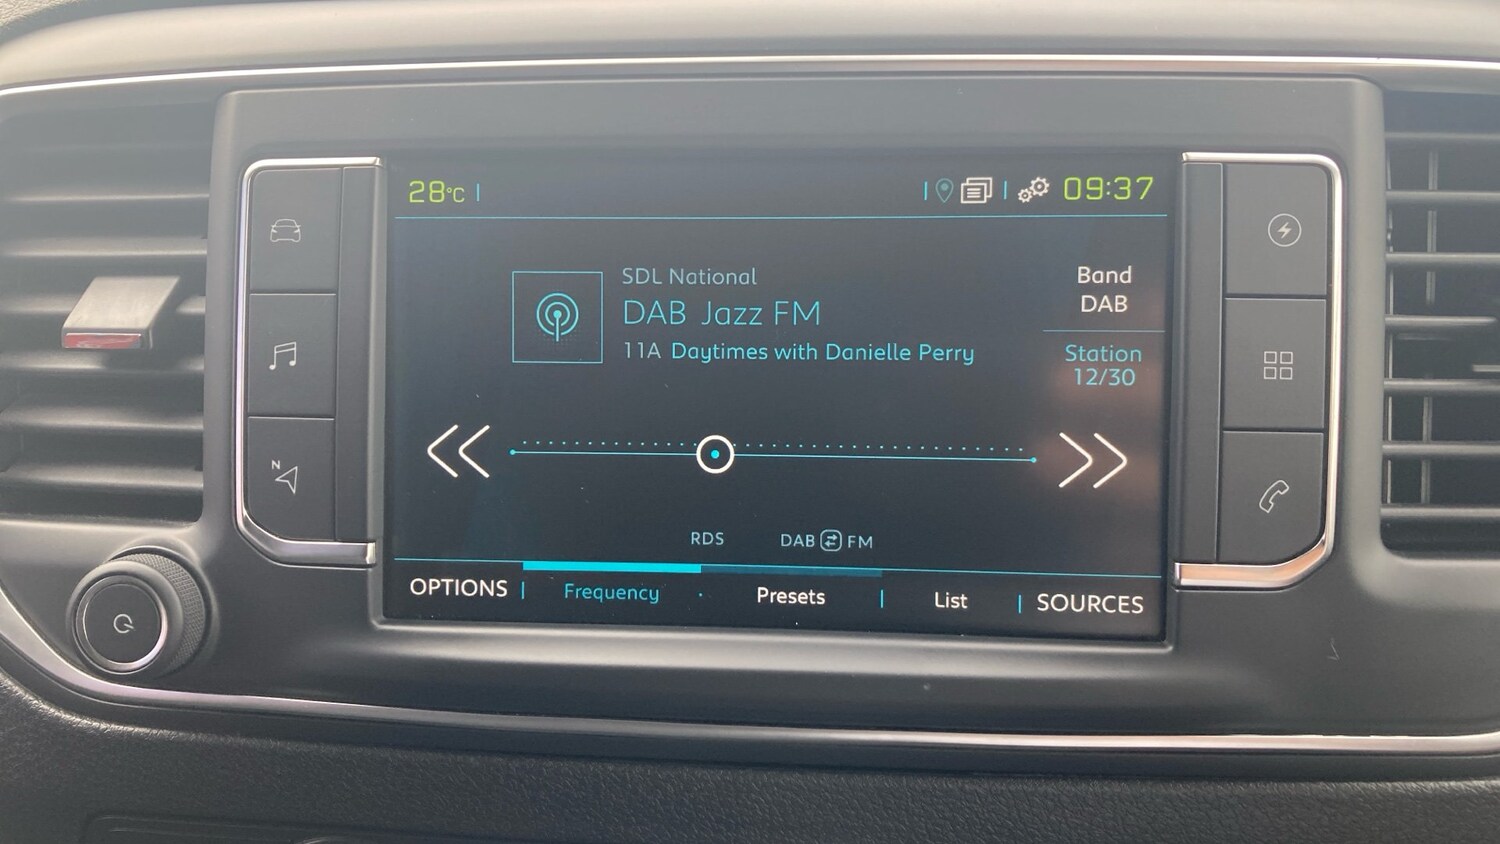 28°C
09:37
SDL National
DAB Jazz FM
11A Daytimes with Danielle Perry
Band
DAB
Station
12/30
N
RDS
DAB FM
OPTIONS
Frequency
Presets
List
SOURCES